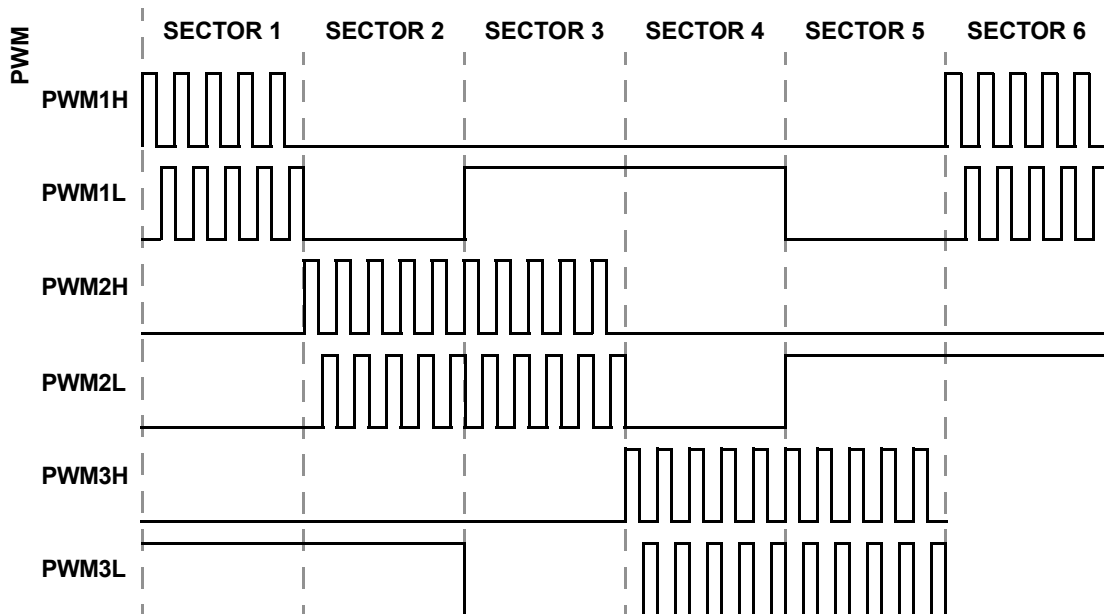 PWM
SECTOR 1 SECTOR 2 SECTOR 3 SECTOR 4 SECTOR 5 SECTOR 6
PWM1H
PWM1L
PWM2H
PWM2L
PWM3H
PWM3L